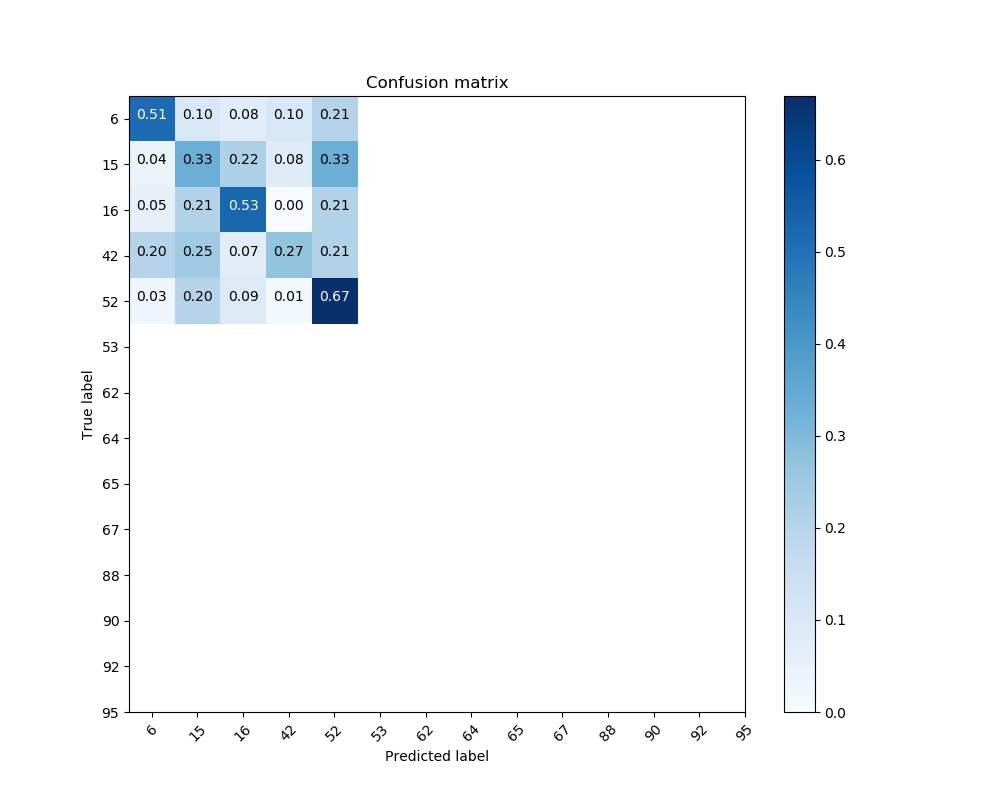 Confusion matrix
6 0.51 0.10 0.08 0.10 0.21
15 0.04 0.33 0.22 0.08 0.33
16 0.05 0.21 0.53 0.00 0.21
42 0.20 0.25 0.07 0.27 0.21
52 0.03 0.20 0.09 0.01 0.67
53
62
64
65
67
88
90
92
95
True label
6 15 16 42 52 53 62 64 65 67 88 90 92 95
Predicted label
0.6
0.5
0.4
0.3
0.2
0.1
0.0